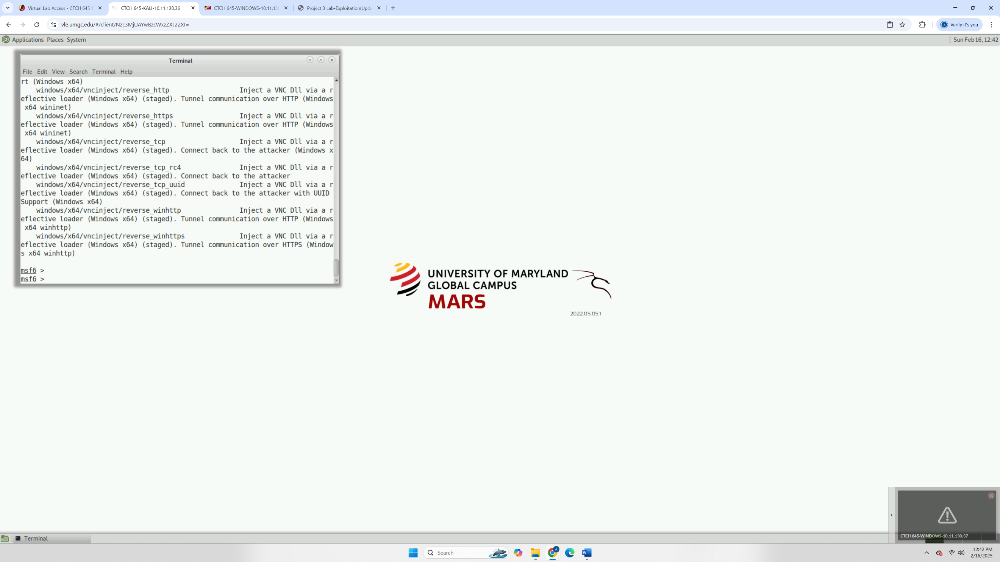 Virtual Lab Access - CTCH 645 9
CTCH 645-KALI-10.11.130.36
CTCH 645-WINDOWS-10.11.13
Project 3 Lab-Exploitation(Upda
vle.umgc.edu/#/client/Nzc3MjUAYwBzcWxzZXJ2ZXI=
A
Verify it's you
Applications Places System
Sun Feb 16, 12:42
Terminal
File Edit View Search Terminal Help
rt (Windows x64)
windows/x64/vncinject/reverse_http Inject a VNC Dll via a r
eflective loader (Windows x64) (staged). Tunnel communication over HTTP (Windows
x64 wininet)
windows/x64/vncinject/reverse_https Inject a VNC Dll via a r
eflective loader (Windows x64) (staged). Tunnel communication over HTTP (Windows
x64 wininet)
windows/x64/vncinject/reverse_tcp Inject a VNC Dll via a r
eflective loader (Windows x64) (staged). Connect back to the attacker (Windows x
64)
windows/x64/vncinject/reverse_tcp_rc4 Inject a VNC Dll via a r
eflective loader (Windows x64) (staged). Connect back to the attacker
windows/x64/vncinject/reverse_tcp_uuid Inject a VNC Dll via a r
eflective loader (Windows x64) (staged). Connect back to the attacker with UUID
Support (Windows x64)
windows/x64/vncinject/reverse_winhttp Inject a VNC Dll via a r
eflective loader (Windows x64) (staged). Tunnel communication over HTTP (Windows
x64 winhttp)
windows/x64/vncinject/reverse_winhttps Inject a VNC Dll via a r
eflective loader (Windows x64) (staged). Tunnel communication over HTTPS (Window
s x64 winhttp)
msf6 >
msf6 >
UNIVERSITY OF MARYLAND
GLOBAL CAMPUS
MARS
2022.05.05.1
CTCH 645-WINDOWS-10.11.130.37
Terminal
Search
A
W
12:42 PM
2/16/2025